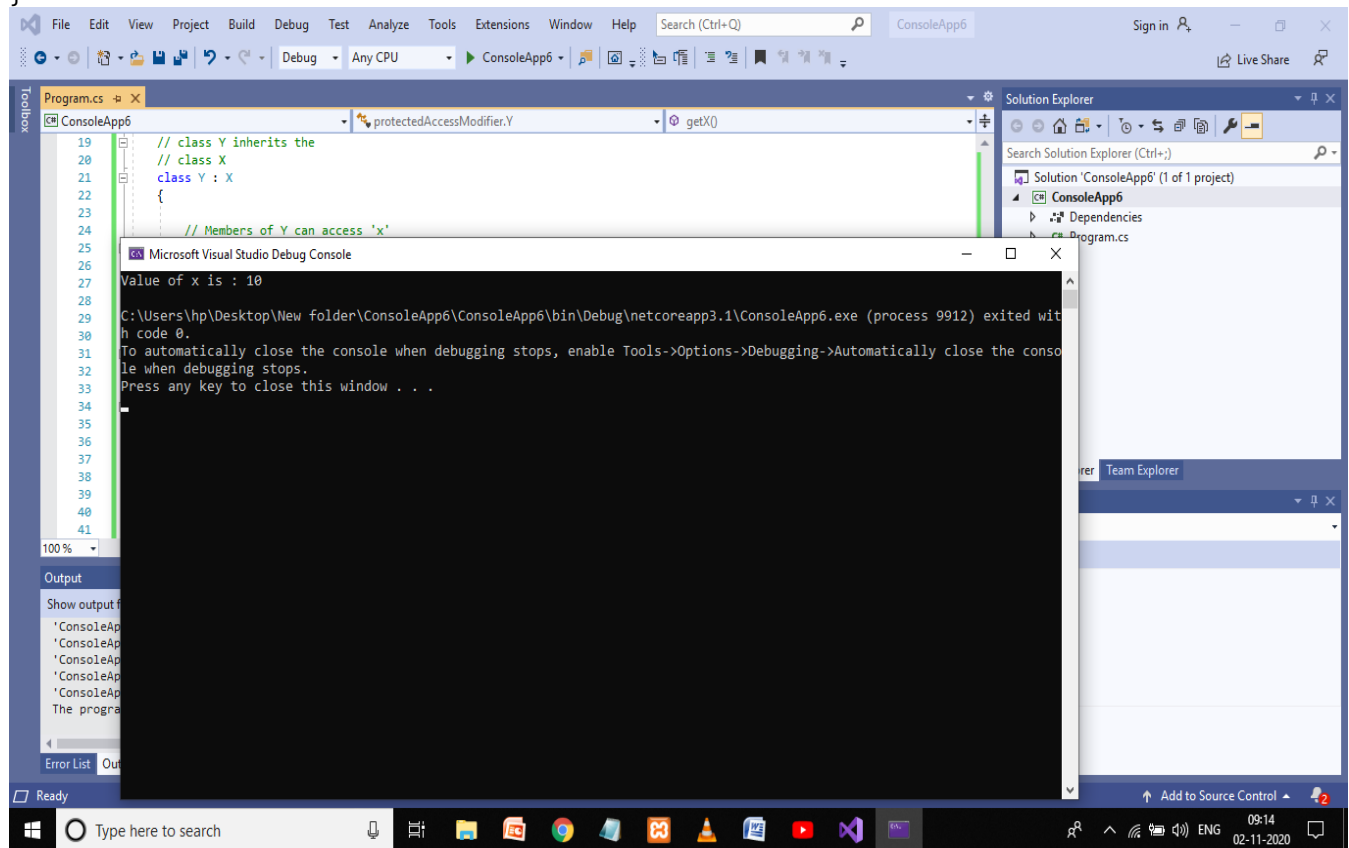 }
File Edit View Project Build Debug Test Analyze Tools Extensions Window Help Search (Ctrl+Q) ConsoleApp6 Sign in
Debug Any CPU ConsoleApp6 Live Share
Toolbox
Program.cs
C# ConsoleApp6 protectedAccessModifier.Y getX()
19 // class Y inherits the
20 // class X
21 class Y : X
22 {
23
24 // Members of Y can access 'x'
25
26
27
28
29
30
31
32
33
34
35
36
37
38
39
40
41
100 %
Microsoft Visual Studio Debug Console
Value of x is : 10
C:\Users\hp\Desktop\New folder\ConsoleApp6\ConsoleApp6\bin\Debug\netcoreapp3.1\ConsoleApp6.exe (process 9912) exited wit
h code 0.
To automatically close the console when debugging stops, enable Tools->Options->Debugging->Automatically close the conso
le when debugging stops.
Press any key to close this window . . .
Solution Explorer
Search Solution Explorer (Ctrl+;)
Solution 'ConsoleApp6' (1 of 1 project)
C# ConsoleApp6
Dependencies
Program.cs
Team Explorer
Output
Show output f
'ConsoleAp
'ConsoleAp
'ConsoleAp
'ConsoleAp
'ConsoleAp
The progra
Error List Out
Ready Add to Source Control 2
Type here to search ENG 09:14
02-11-2020